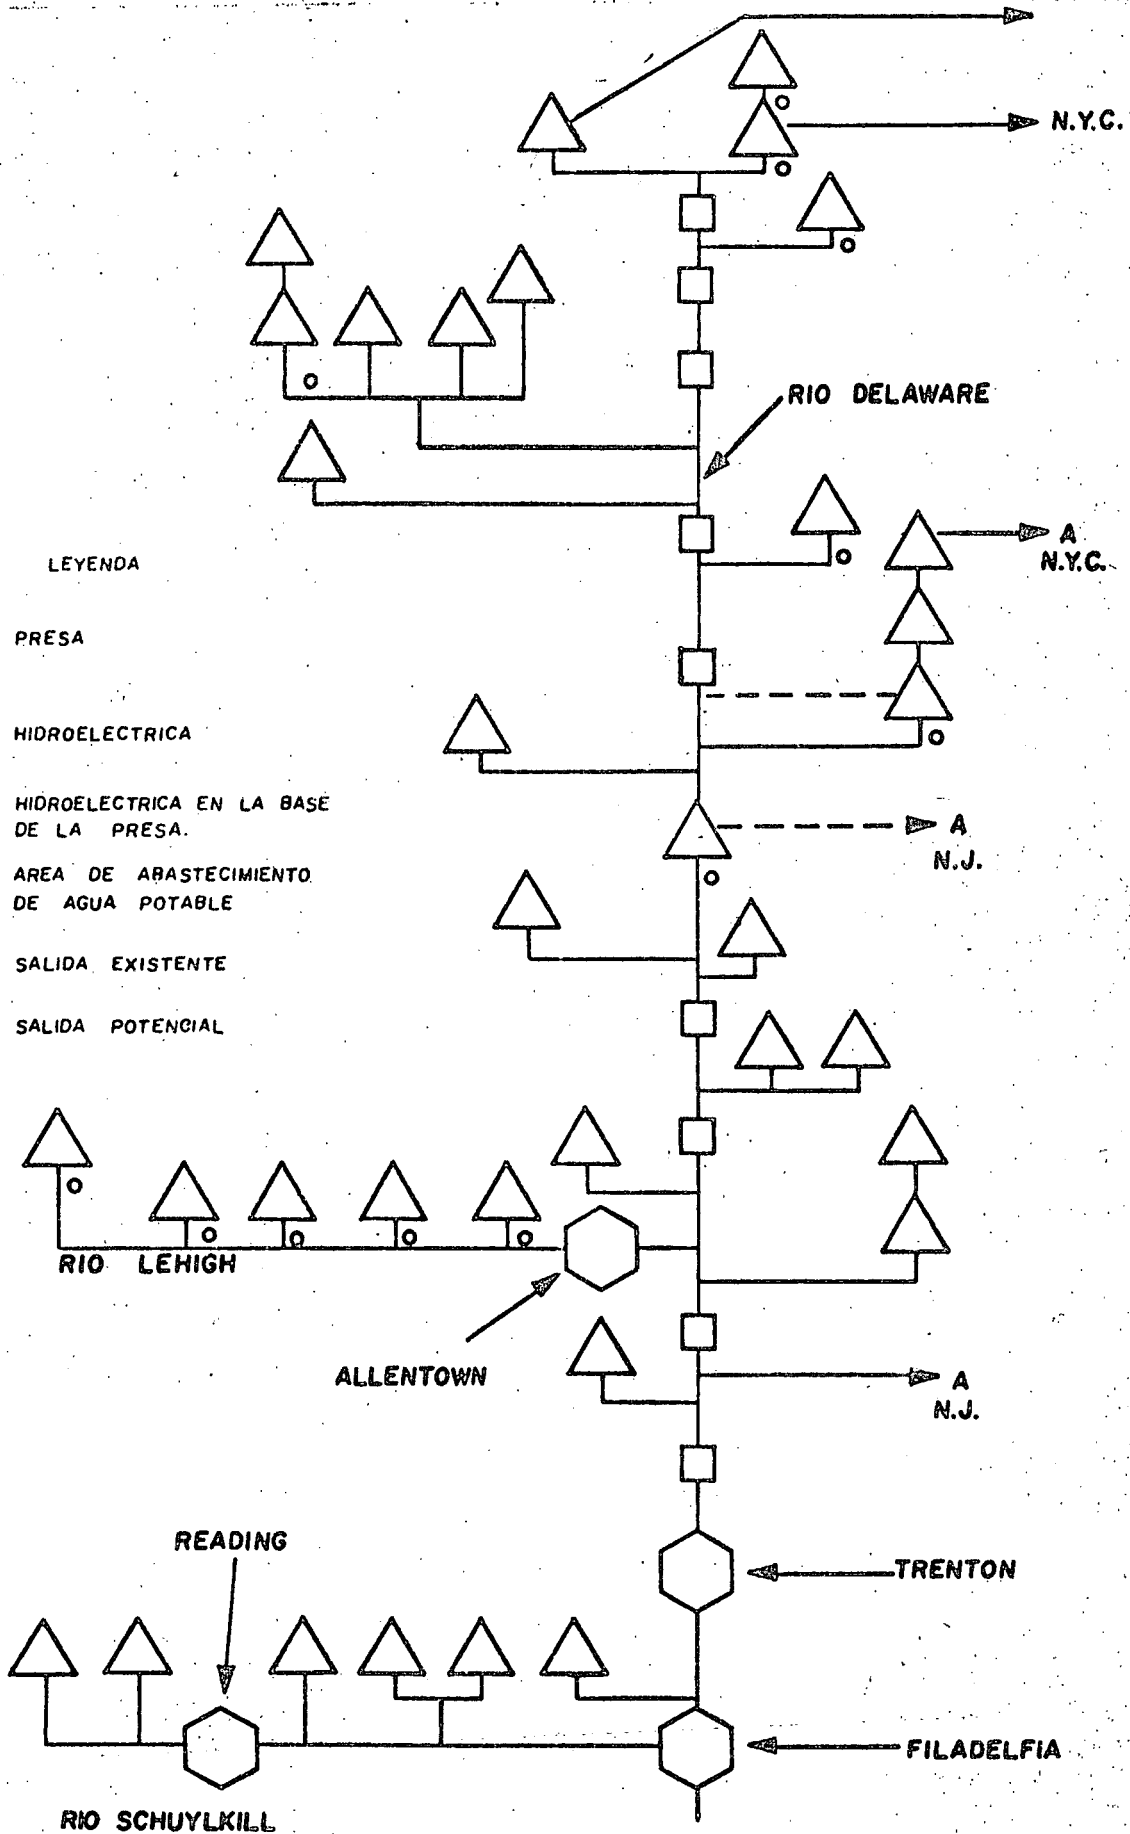 N.Y.C.
RIO DELAWARE
A
N.Y.C.
LEYENDA
PRESA
HIDROELECTRICA
HIDROELECTRICA EN LA BASE
DE LA PRESA.
A
N.J.
AREA DE ABASTECIMIENTO
DE AGUA POTABLE
SALIDA EXISTENTE
SALIDA POTENCIAL
RIO LEHIGH
ALLENTOWN
A
N.J.
READING
TRENTON
FILADELFIA
RIO SCHUYLKILL